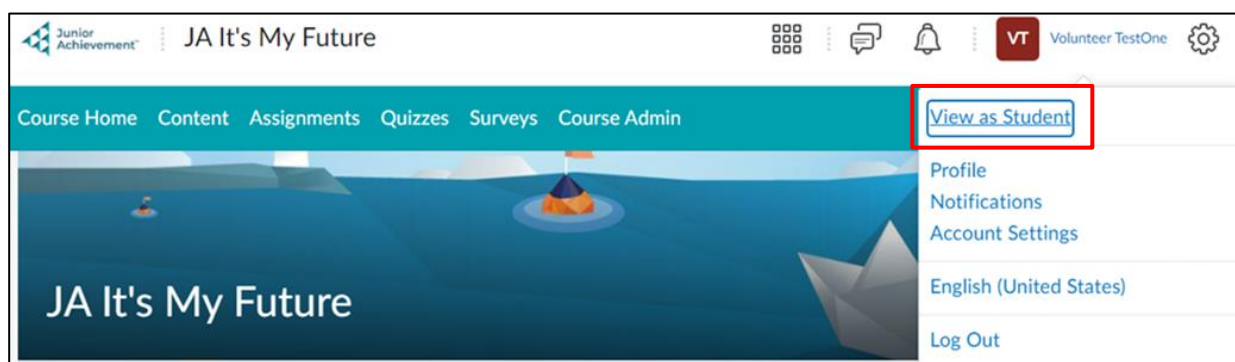 Junior
Achievement
JA It's My Future
VT
Volunteer TestOne
Course Home Content Assignments Quizzes Surveys Course Admin
View as Student
Profile
Notifications
Account Settings
JA It's My Future
English (United States)
Log Out